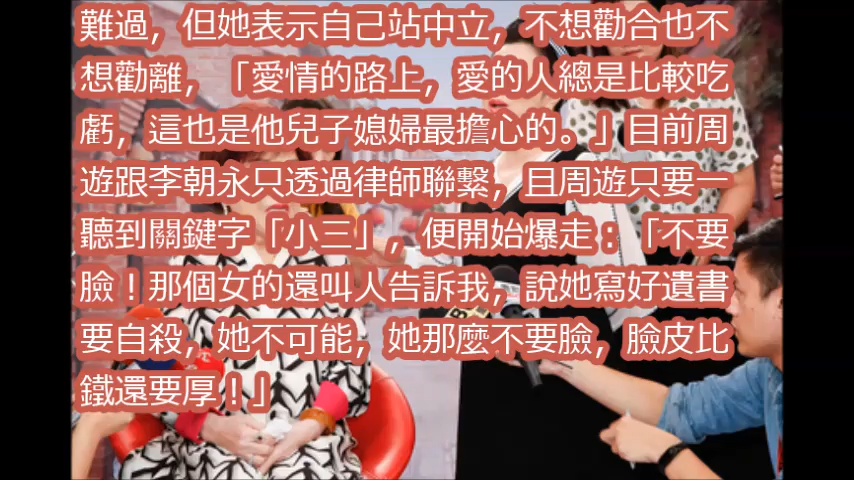 難過，但她表示自己站中立，不想勸合也不
想勸離，「愛情的路上，愛的人總是比較吃
虧，這也是他兒子媳婦最擔心的。」目前周
遊跟李朝永只透過律師聯繫，且周遊只要一
聽到關鍵字「小三」，便開始爆走：「不要
臉！那個女的還叫人告訴我，說她寫好遺書
要自殺，她不可能，她那麼不要臉，臉皮比
鐵還要厚！」